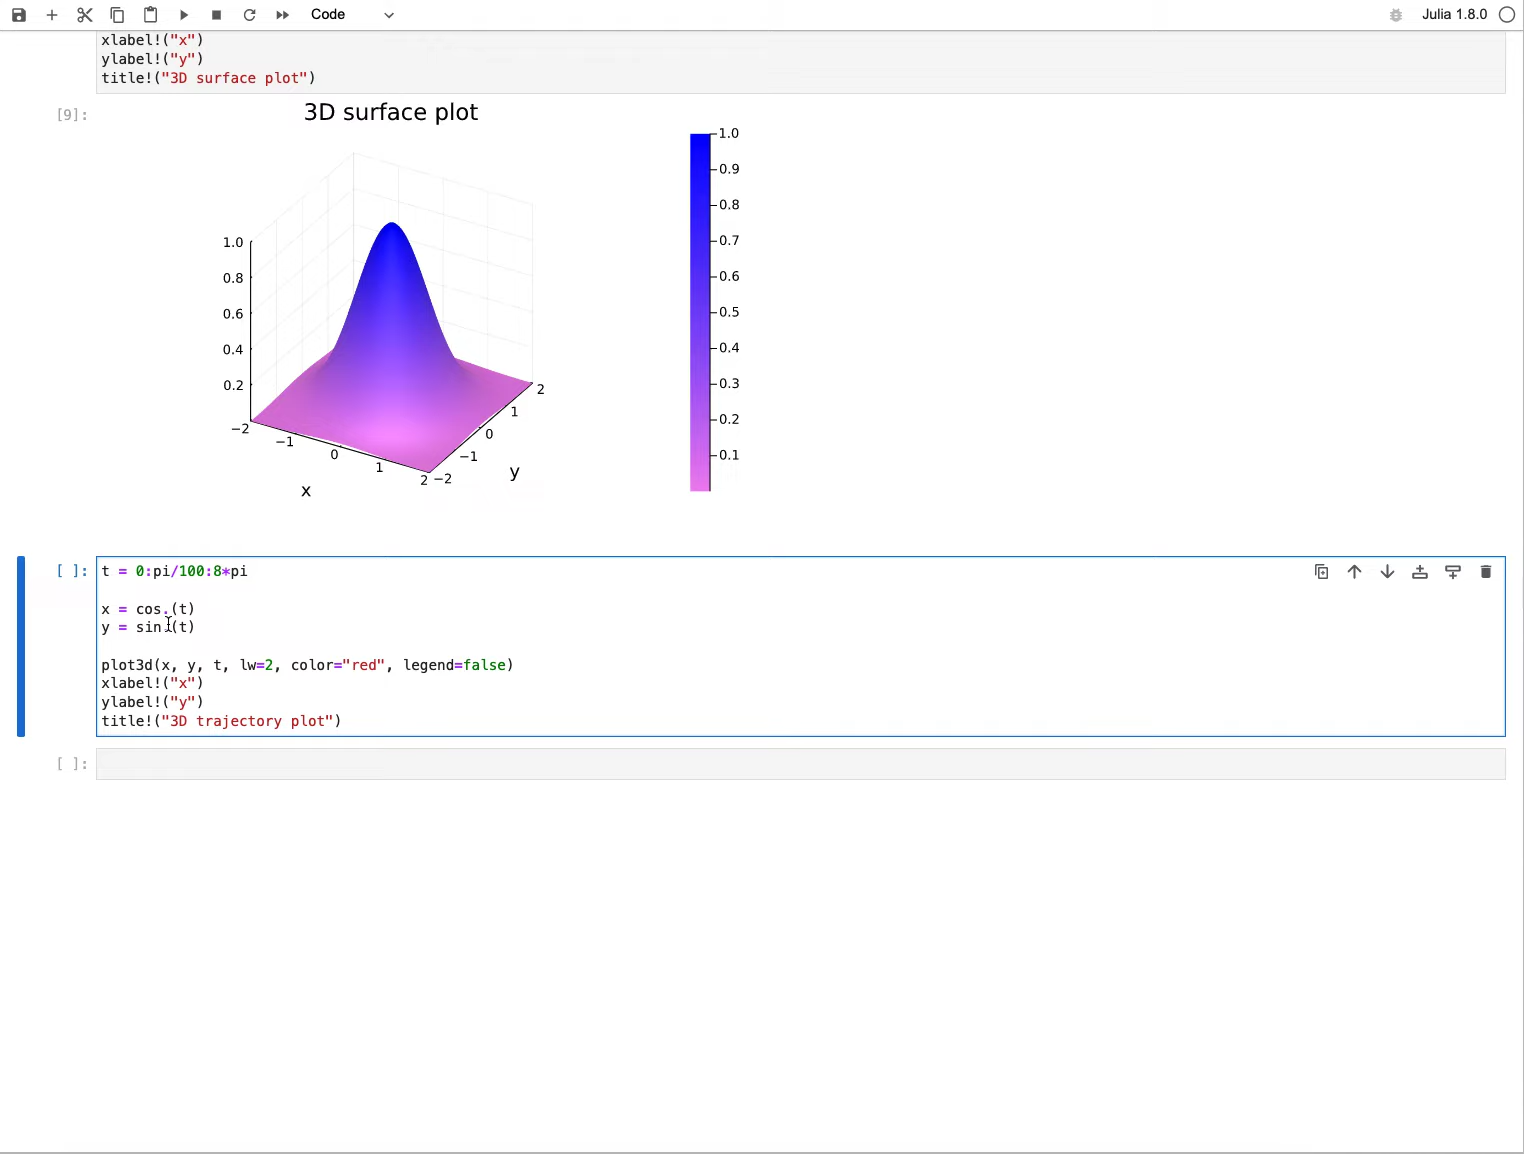 Code
Julia 1.8.0
xlabel!("x")
ylabel!("y")
title!("3D surface plot")
[9]:
3D surface plot
1.0
0.8
0.6
0.4
0.2
−2
−1
0
1
2
−2
−1
0
1
2
x
y
1.0
0.9
0.8
0.7
0.6
0.5
0.4
0.3
0.2
0.1
[ ]:
t = 0:pi/100:8*pi
x = cos.(t)
y = sin.(t)
plot3d(x, y, t, lw=2, color="red", legend=false)
xlabel!("x")
ylabel!("y")
title!("3D trajectory plot")
[ ]: